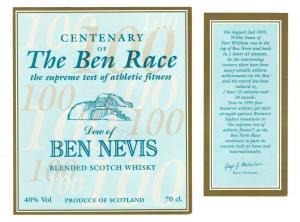 CENTENARY
OF
The Ben Race
the supreme test of athletic fitness
100
Dew of
BEN NEVIS
BLENDED SCOTCH WHISKY
40% Vol PRODUCE OF SCOTLAND 70 cl.
On August 2nd 1895,
Willie Swan of
Fort William ran to the
top of Ben Nevis and back
in 2 hours 41 minutes.
In the intervening
century there have been
many notable athletic
achievements on the Ben
and the record has been
reduced to
1 hour 25 minutes and
34 seconds.
Now in 1995 four
hundred athletes pit their
strength against Britain's
highest mountain in
"the supreme test of
athletic fitness", as the
Ben Nevis Race
continues to gain in
renown both at home and
internationally.